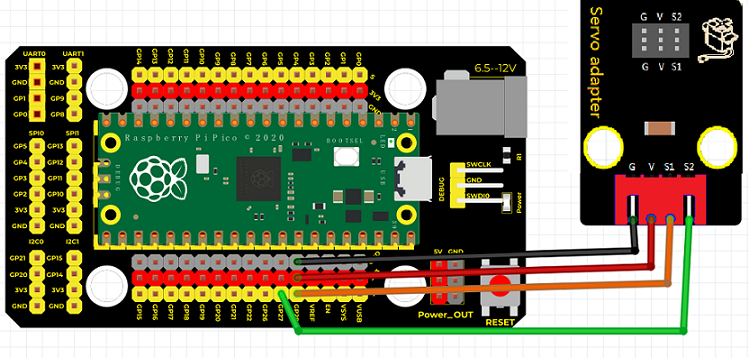 UART0 UART1
3V3 3V3
GND GND
GP1 GP9
GP0 GP8
SPI0 SPI1
GP5 GP13
GP4 GP12
GP3 GP11
GP2 GP10
3V3 3V3
GND GND
I2C0 I2C1
GP21 GP15
GP20 GP14
3V3 3V3
GND GND
GP14 GP13 GP12 GP11 GP10 GP9 GP8 GP7 GP6 GP5 GP4 GP3 GP2 GP1 GP0
S
3V3
GND
Raspberry Pi Pico © 2020
BOOTSEL
LED
USB
DEBUG
GP15 GP16 GP17 GP18 GP19 GP20 GP21 GP22 GP26 GP27 VREF EN VSYS VUSB
6.5--12V
R1
DEBUG
SWCLK
GND
SWDIO
Power
5V GND
Power_OUT
RESET
Servo adapter
G V S2
G V S1
G V S1 S2